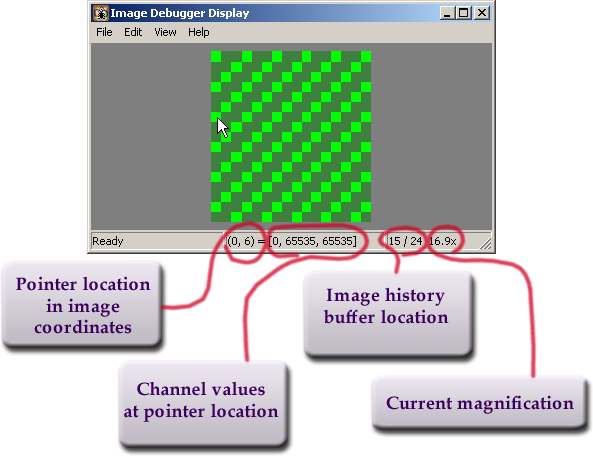 Image Debugger Display
File Edit View Help
Ready (0, 6) = [0, 65535, 65535] 15 / 24 16.9x
Pointer location
in image
coordinates
Image history
buffer location
Channel values
at pointer location
Current magnification